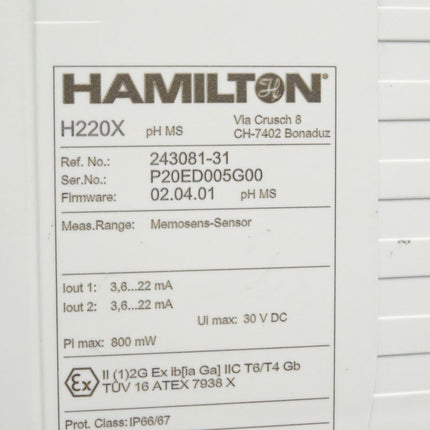 HAMILTON®
H220X pH MS
Via Crusch 8
CH-7402 Bonaduz
Ref. No.: 243081-31
Ser.No.: P20ED005G00
Firmware: 02.04.01 pH MS
Meas.Range: Memosens-Sensor
Iout 1: 3,6...22 mA
Iout 2: 3,6...22 mA
Ui max: 30 V DC
Pi max: 800 mW
Ex II (1)2G Ex ib[ia Ga] IIC T6/T4 Gb
TÜV 16 ATEX 7938 X
Prot. Class: IP66/67